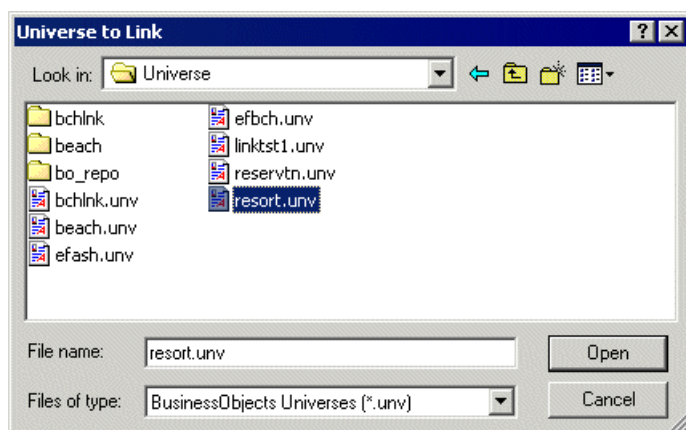 Universe to Link
Look in: Universe
bchlnk efbch.unv
beach linktst1.unv
bo_repo reservtn.unv
bchlnk.unv resort.unv
beach.unv
efash.unv
File name: resort.unv Open
Files of type: BusinessObjects Universes (*.unv) Cancel